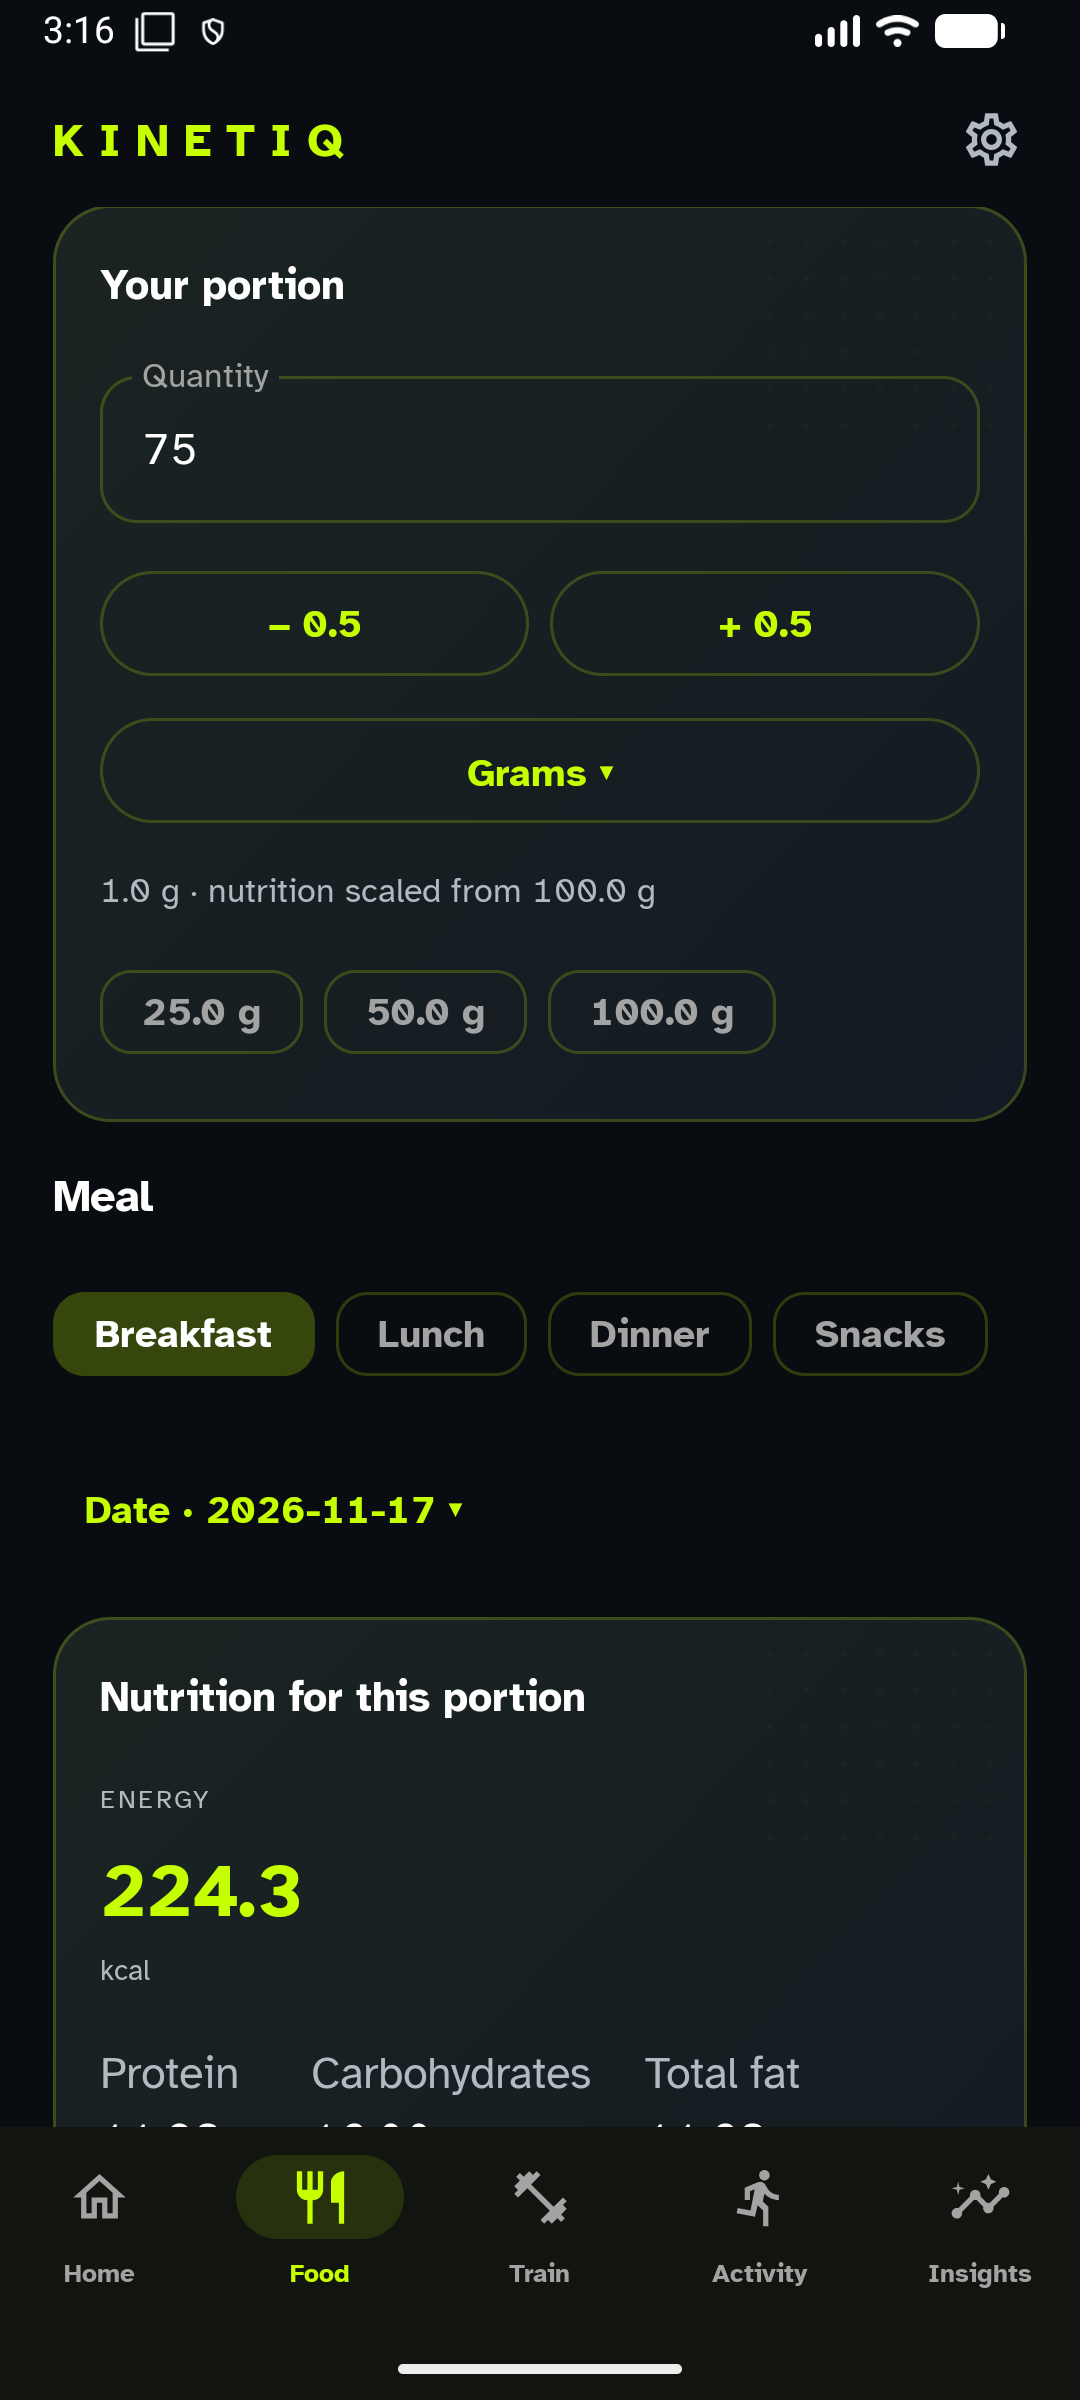 3:16
KINETIQ
Your portion
Quantity
75
– 0.5
+ 0.5
Grams ▾
1.0 g · nutrition scaled from 100.0 g
25.0 g
50.0 g
100.0 g
Meal
Breakfast
Lunch
Dinner
Snacks
Date · 2026-11-17 ▾
Nutrition for this portion
ENERGY
224.3
kcal
Protein Carbohydrates Total fat
Home
Food
Train
Activity
Insights